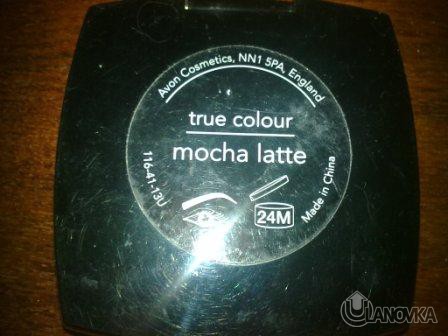 Avon Cosmetics, NN1 5PA, England
true colour
mocha latte
116-41-13U
24M
Made in China
ULANOVKA